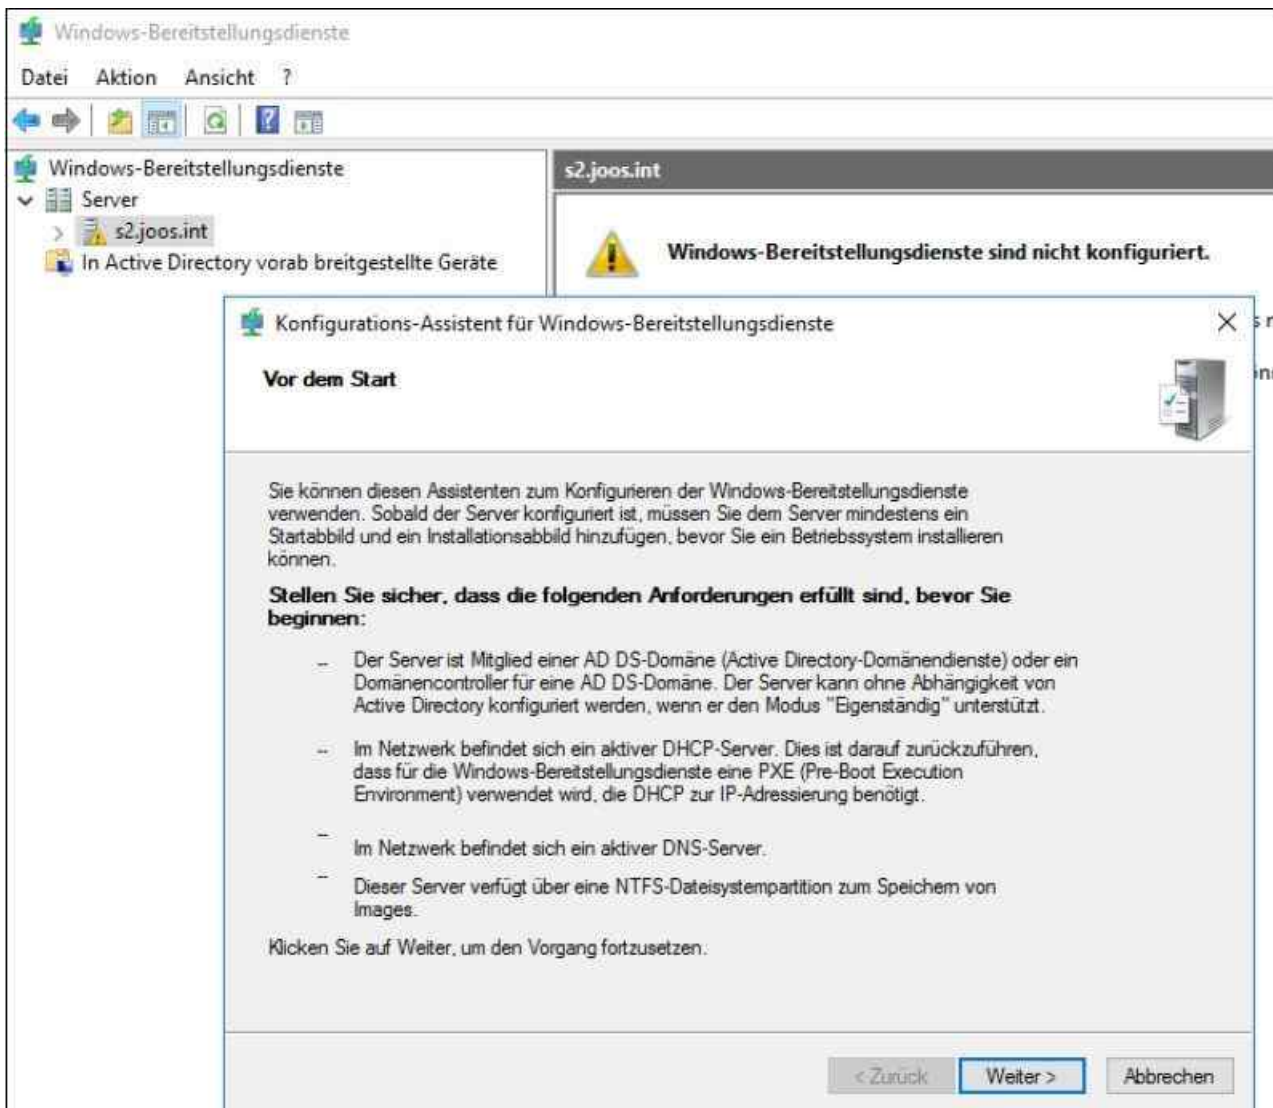 Windows-Bereitstellungsdienste
Datei Aktion Ansicht ?
Windows-Bereitstellungsdienste
Server
s2.joos.int
In Active Directory vorab breitgestellte Geräte
s2.joos.int
Windows-Bereitstellungsdienste sind nicht konfiguriert.
Konfigurations-Assistent für Windows-Bereitstellungsdienste
Vor dem Start
Sie können diesen Assistenten zum Konfigurieren der Windows-Bereitstellungsdienste
verwenden. Sobald der Server konfiguriert ist, müssen Sie dem Server mindestens ein
Startabbild und ein Installationsabbild hinzufügen, bevor Sie ein Betriebssystem installieren
können.
Stellen Sie sicher, dass die folgenden Anforderungen erfüllt sind, bevor Sie
beginnen:
– Der Server ist Mitglied einer AD DS-Domäne (Active Directory-Domänendienste) oder ein
Domänencontroller für eine AD DS-Domäne. Der Server kann ohne Abhängigkeit von
Active Directory konfiguriert werden, wenn er den Modus "Eigenständig" unterstützt.
– Im Netzwerk befindet sich ein aktiver DHCP-Server. Dies ist darauf zurückzuführen,
dass für die Windows-Bereitstellungsdienste eine PXE (Pre-Boot Execution
Environment) verwendet wird, die DHCP zur IP-Adressierung benötigt.
– Im Netzwerk befindet sich ein aktiver DNS-Server.
– Dieser Server verfügt über eine NTFS-Dateisystempartition zum Speichern von
Images.
Klicken Sie auf Weiter, um den Vorgang fortzusetzen.
< Zurück Weiter > Abbrechen